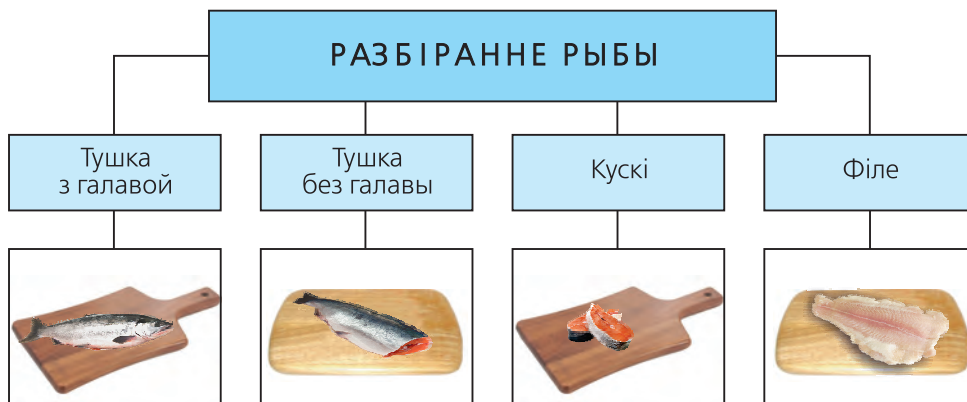 РАЗБІРАННЕ РЫБЫ
Тушка
з галавой
Тушка
без галавы
Кускі
Філе